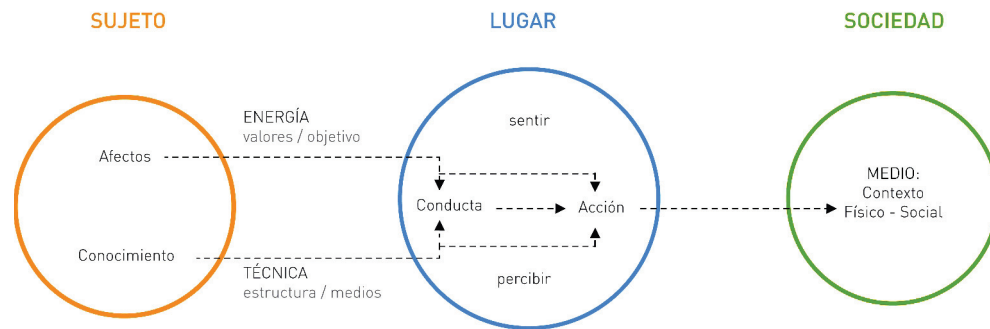 SUJETO
LUGAR
SOCIEDAD
ENERGÍA
valores / objetivo
Afectos
Conocimiento
TÉCNICA
estructura / medios
sentir
Conducta
Acción
percibir
MEDIO:
Contexto
Físico - Social